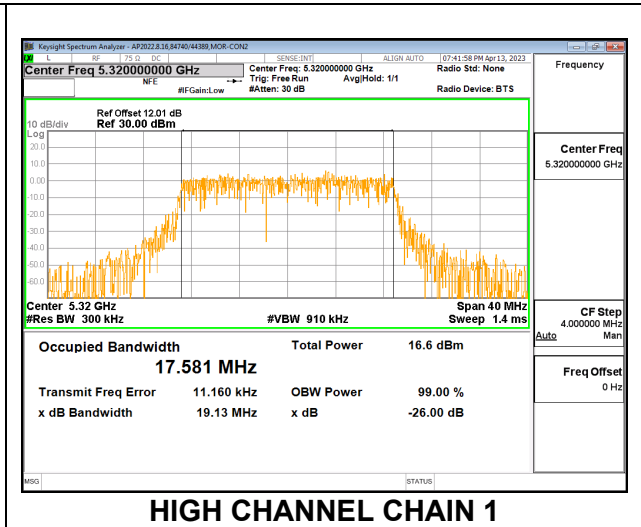 Keysight Spectrum Analyzer - AP2022.8.16,84740/44389,MOR-CON2
LXI L RF 75 Ω DC SENSE:INT ALIGN AUTO 07:41:58 PM Apr 13, 2023
Center Freq 5.320000000 GHz
NFE
#IFGain:Low
Center Freq: 5.320000000 GHz
Trig: Free Run Avg|Hold: 1/1
#Atten: 30 dB
Radio Std: None
Radio Device: BTS
Frequency
Ref Offset 12.01 dB
10 dB/div Ref 30.00 dBm
Log
20.0
10.0
0.00
-10.0
-20.0
-30.0
-40.0
-50.0
-60.0
Center 5.32 GHz Span 40 MHz
#Res BW 300 kHz #VBW 910 kHz Sweep 1.4 ms
Center Freq
5.320000000 GHz
CF Step
4.000000 MHz
Auto Man
Freq Offset
0 Hz
Occupied Bandwidth Total Power 16.6 dBm
17.581 MHz
Transmit Freq Error 11.160 kHz OBW Power 99.00 %
x dB Bandwidth 19.13 MHz x dB -26.00 dB
MSG STATUS
HIGH CHANNEL CHAIN 1